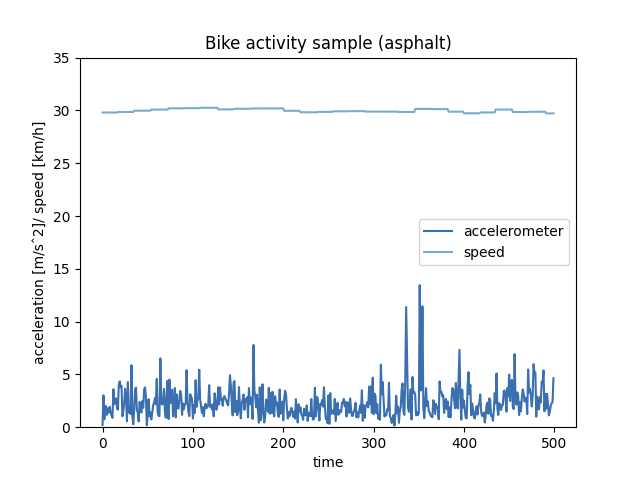 Bike activity sample (asphalt)
35
30
25
20
15
10
5
0
acceleration [m/s^2]/ speed [km/h]
accelerometer
speed
0
100
200
300
400
500
time